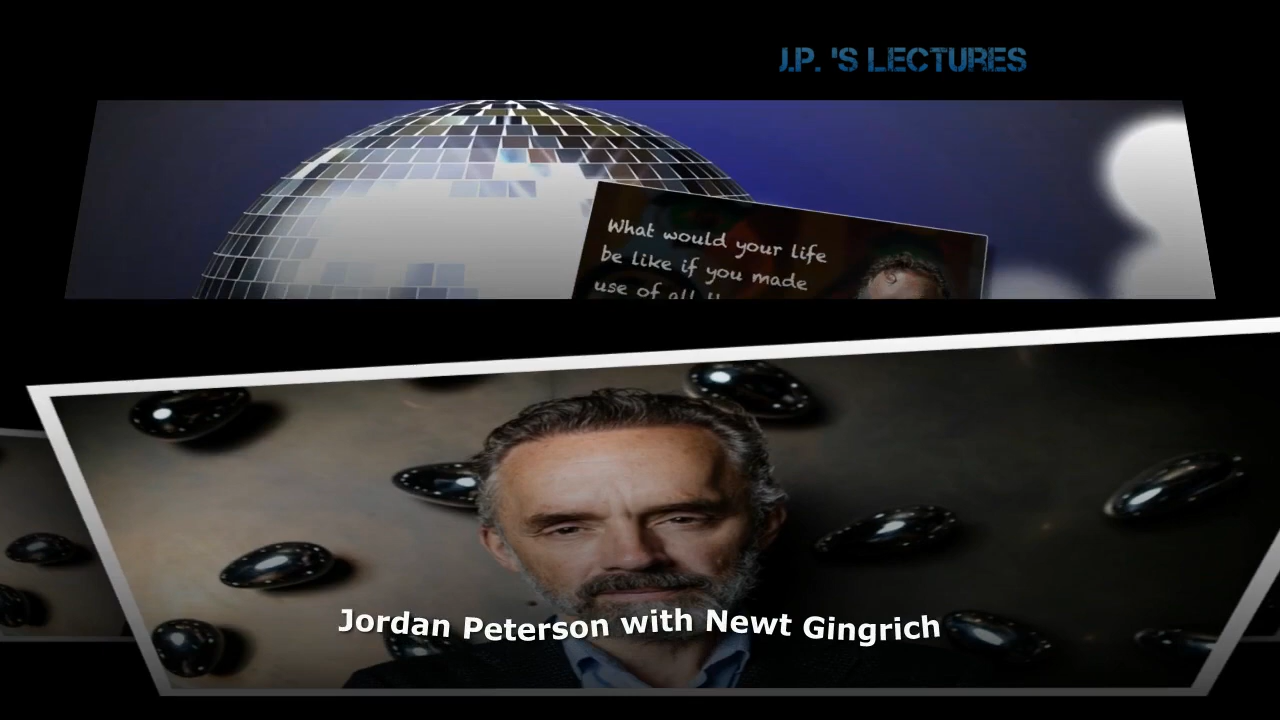 J.P. 'S LECTURES
What would your life
be like if you made
use of all
Jordan Peterson with Newt Gingrich